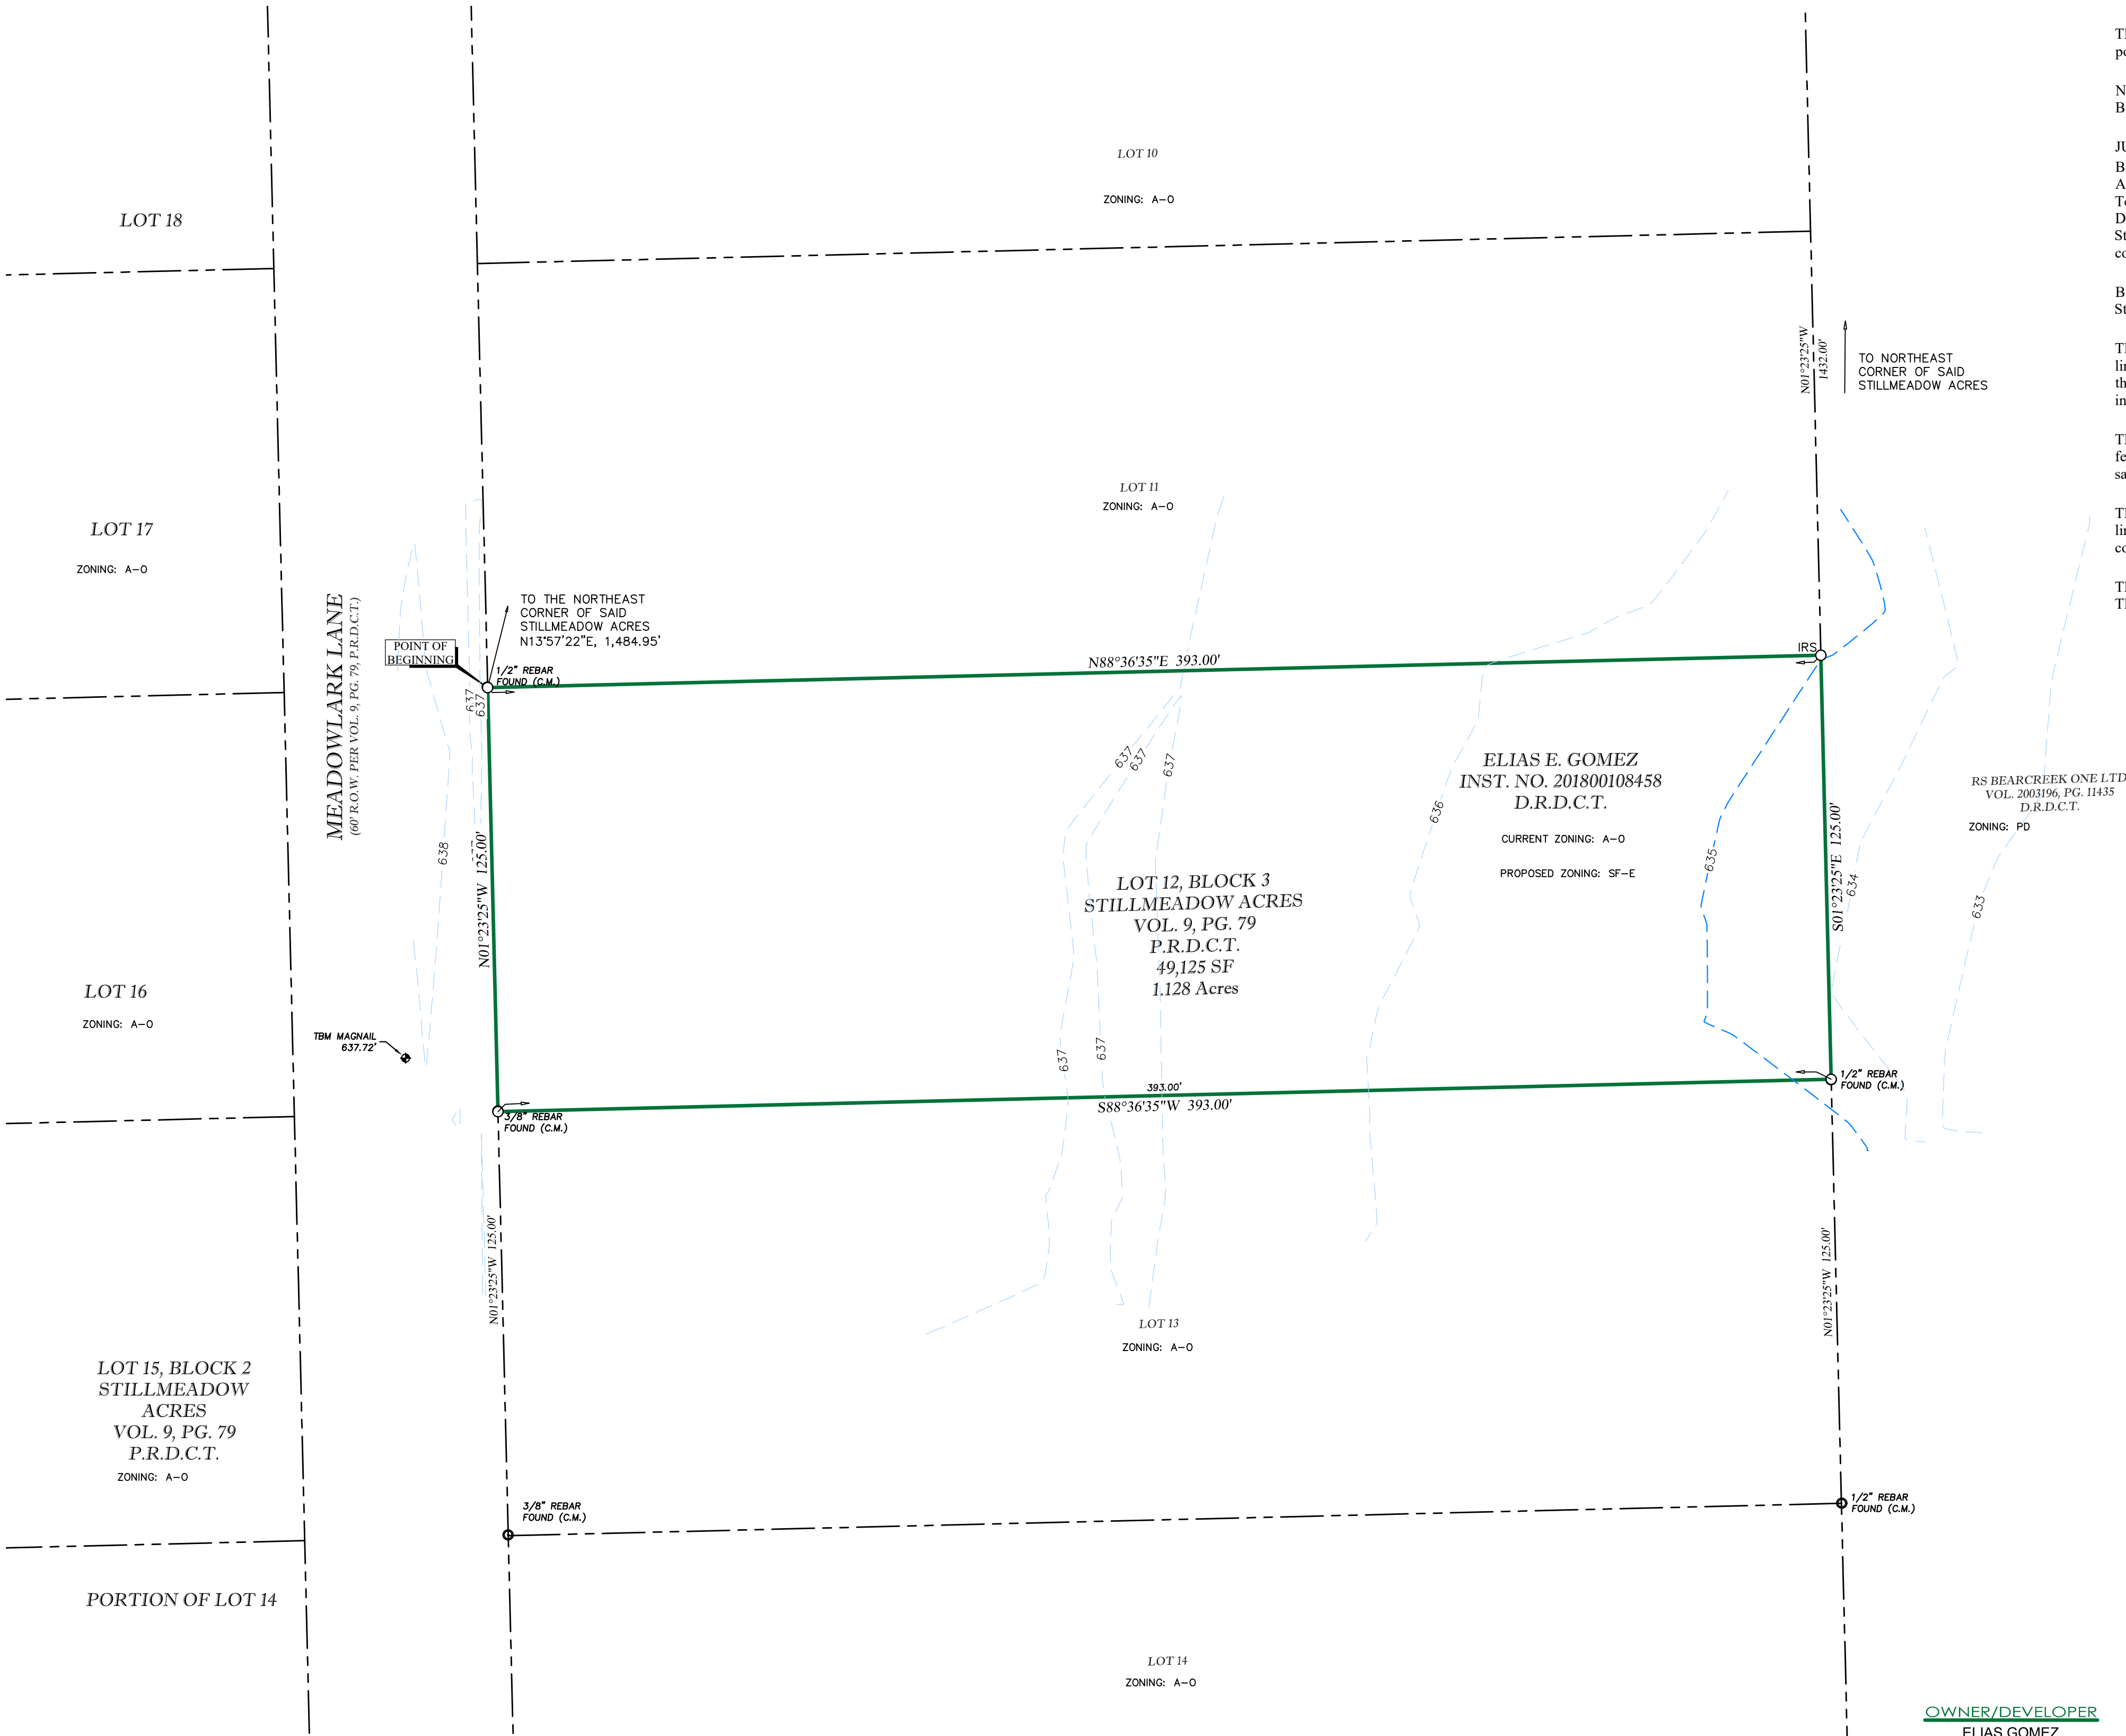 LOT 10
ZONING: A-O
LOT 18
N01°23'25"W
1432.00'
TO NORTHEAST
CORNER OF SAID
STILLMEADOW ACRES
LOT 11
ZONING: A-O
LOT 17
ZONING: A-O
MEADOWLARK LANE
(60' R.O.W. PER VOL. 9, PG. 79, P.R.D.C.T.)
TO THE NORTHEAST
CORNER OF SAID
STILLMEADOW ACRES
N13°57'22"E, 1,484.95'
POINT OF
BEGINNING
1/2" REBAR
FOUND (C.M.)
N88°36'35"E 393.00'
IRS
637
637
637
637
637
638
636
635
634
633
ELIAS E. GOMEZ
INST. NO. 201800108458
D.R.D.C.T.
CURRENT ZONING: A-O
PROPOSED ZONING: SF-E
RS BEARCREEK ONE LTD
VOL. 2003196, PG. 11435
D.R.D.C.T.
ZONING: PD
N01°23'25"W 125.00'
S01°23'25"E 125.00'
LOT 12, BLOCK 3
STILLMEADOW ACRES
VOL. 9, PG. 79
P.R.D.C.T.
49,125 SF
1.128 Acres
LOT 16
ZONING: A-O
TBM MAGNAIL
637.72'
637
637
393.00'
S88°36'35"W 393.00'
3/8" REBAR
FOUND (C.M.)
1/2" REBAR
FOUND (C.M.)
N01°23'25"W 125.00'
N01°23'25"W 125.00'
LOT 13
ZONING: A-O
LOT 15, BLOCK 2
STILLMEADOW
ACRES
VOL. 9, PG. 79
P.R.D.C.T.
ZONING: A-O
3/8" REBAR
FOUND (C.M.)
1/2" REBAR
FOUND (C.M.)
PORTION OF LOT 14
LOT 14
ZONING: A-O
OWNER/DEVELOPER
ELIAS GOMEZ